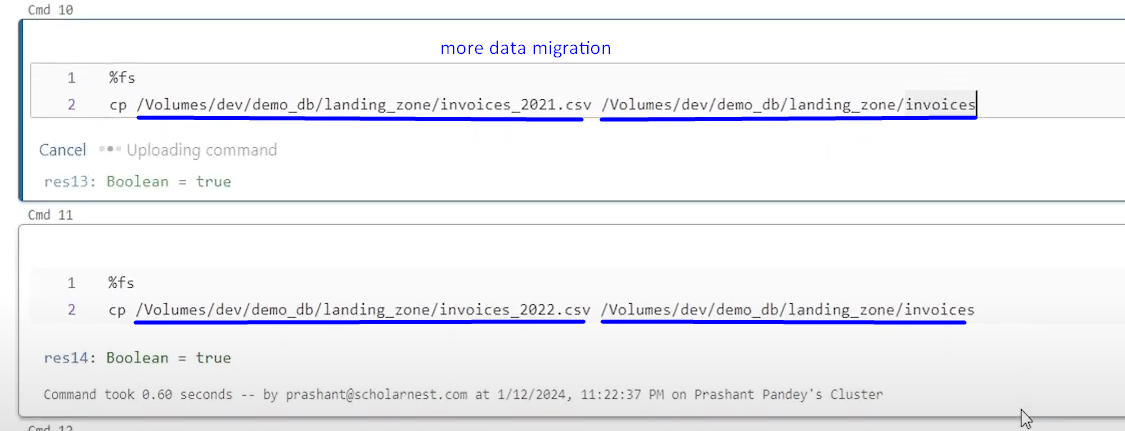 Cmd 10
more data migration
1 %fs
2 cp /Volumes/dev/demo_db/landing_zone/invoices_2021.csv /Volumes/dev/demo_db/landing_zone/invoices
Cancel Uploading command
res13: Boolean = true
Cmd 11
1 %fs
2 cp /Volumes/dev/demo_db/landing_zone/invoices_2022.csv /Volumes/dev/demo_db/landing_zone/invoices
res14: Boolean = true
Command took 0.60 seconds -- by prashant@scholarnest.com at 1/12/2024, 11:22:37 PM on Prashant Pandey's Cluster
Cmd 12